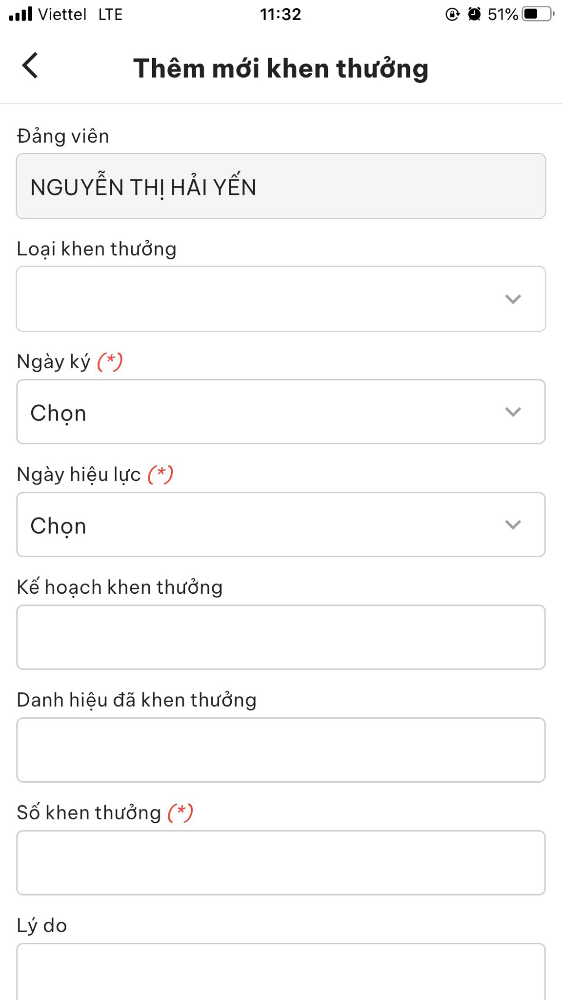 Viettel LTE 11:32 51%
Thêm mới khen thưởng
Đảng viên
NGUYỄN THỊ HẢI YẾN
Loại khen thưởng
Ngày ký (*)
Chọn
Ngày hiệu lực (*)
Chọn
Kế hoạch khen thưởng
Danh hiệu đã khen thưởng
Số khen thưởng (*)
Lý do